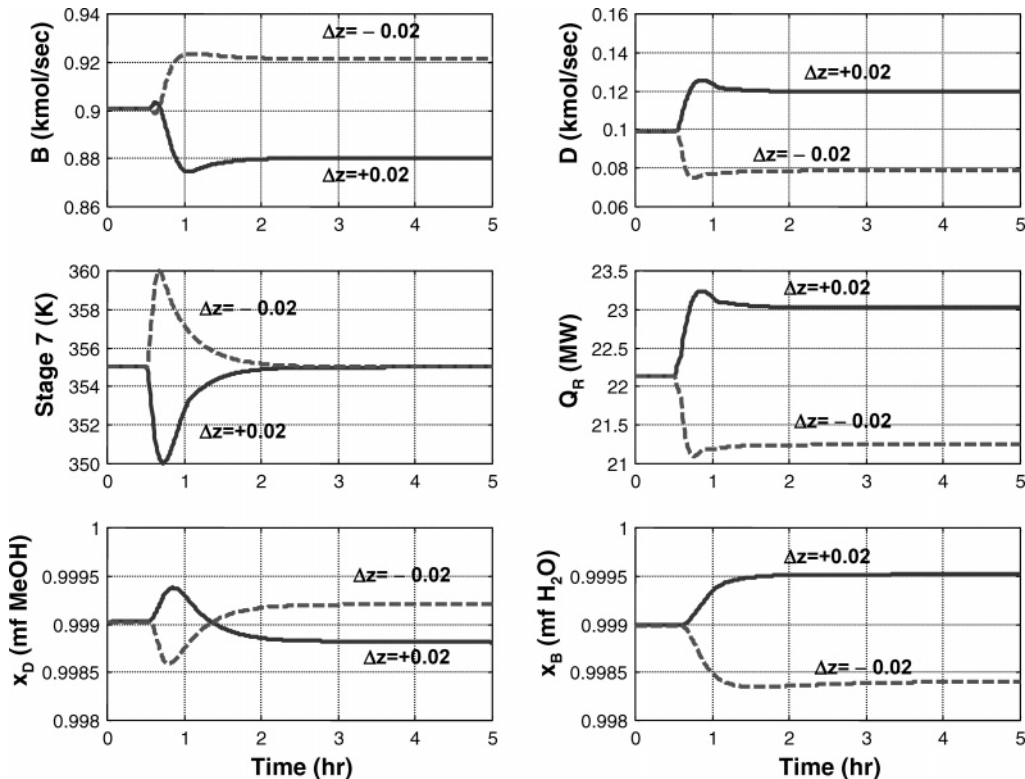 B (kmol/sec)
0.94
0.92
0.9
0.88
0.86
Δz= − 0.02
Δz=+0.02
0 1 2 3 4 5
D (kmol/sec)
0.16
0.14
0.12
0.1
0.08
0.06
Δz=+0.02
Δz= − 0.02
0 1 2 3 4 5
Stage 7 (K)
360
355
350
Δz= − 0.02
Δz=+0.02
0 1 2 3 4 5
Q_R (MW)
23.5
23
22.5
22
21.5
21
Δz=+0.02
Δz= − 0.02
0 1 2 3 4 5
x_D (mf MeOH)
1
0.9995
0.999
0.9985
0.998
Δz= − 0.02
Δz=+0.02
0 1 2 3 4 5
Time (hr)
x_B (mf H₂O)
1
0.9995
0.999
0.9985
0.998
Δz=+0.02
Δz= − 0.02
0 1 2 3 4 5
Time (hr)